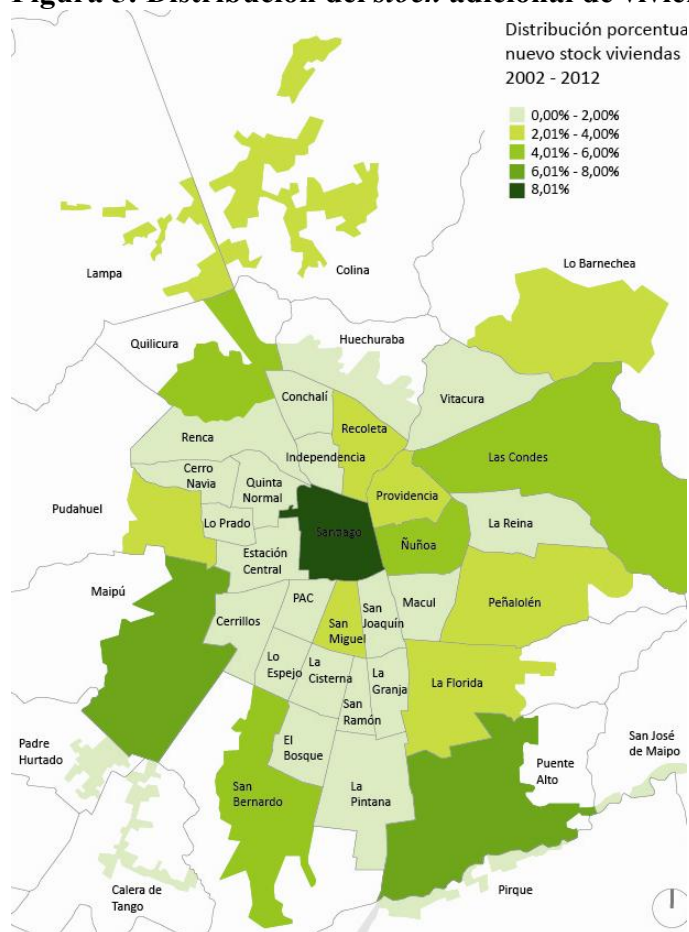 Figura 3: Distribución del stock adicional de
Distribución porcentua
nuevo stock viviendas
2002 - 2012
0,00% - 2,00%
2,01% - 4,00%
4,01% - 6,00%
6,01% - 8,00%
8,01%
Lampa
Colina
Lo Barnechea
Quilicura
Huechuraba
Conchalí
Vitacura
Renca
Recoleta
Independencia
Las Condes
Cerro
Navia
Quinta
Normal
Providencia
Pudahuel
Lo Prado
Santiago
Ñuñoa
La Reina
Estación
Central
Maipú
PAC
Cerrillos
San
Miguel
San
Joaquín
Macul
Peñalolén
Lo
Espejo
La
Cisterna
La
Granja
La Florida
San
Ramón
Padre
Hurtado
El
Bosque
Puente
Alto
San José
de Maipo
San
Bernardo
La
Pintana
Calera de
Tango
Pirque